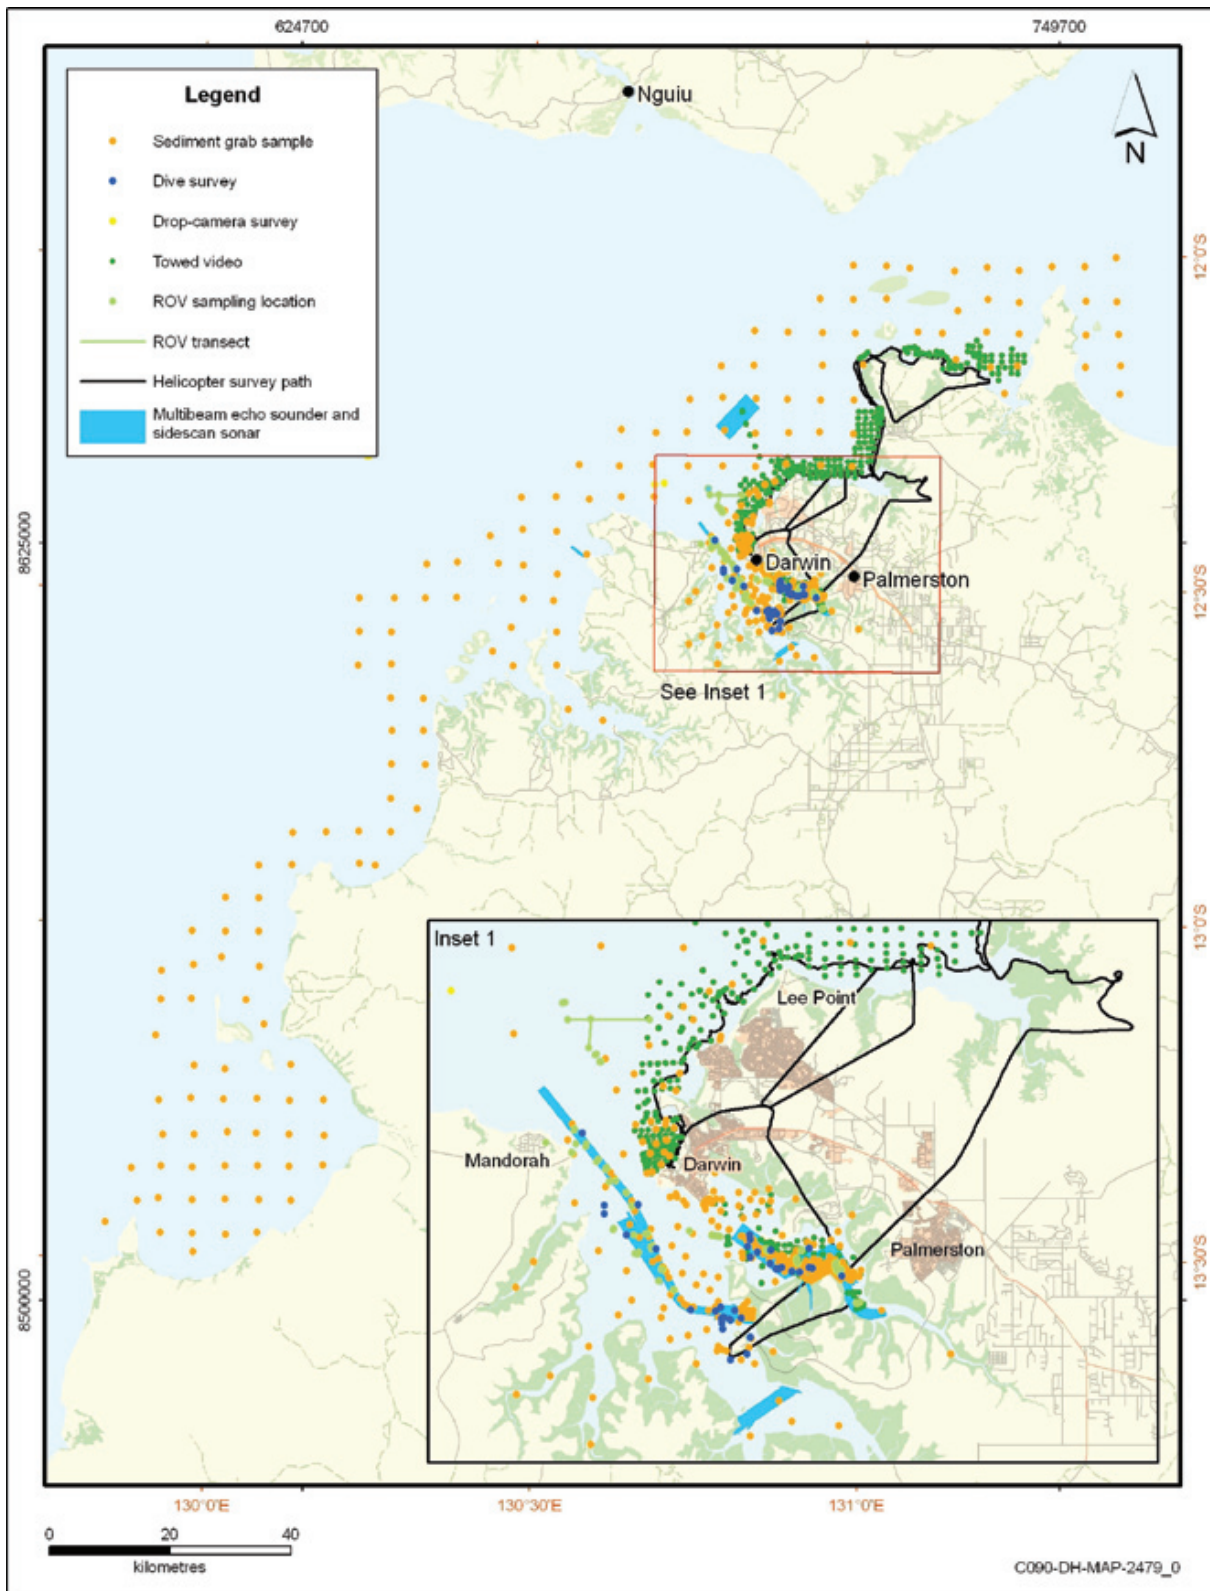 624700
749700
Legend
Sediment grab sample
Dive survey
Drop-camera survey
Towed video
ROV sampling location
ROV transect
Helicopter survey path
Multibeam echo sounder and
sidescan sonar
Nguiu
N
12°0'S
8625000
Darwin
Palmerston
12°30'S
See Inset 1
13°0'S
Inset 1
Lee Point
Mandorah
Darwin
Palmerston
13°30'S
8500000
130°0'E
130°30'E
131°0'E
0
20
40
kilometres
C090-DH-MAP-2479_0